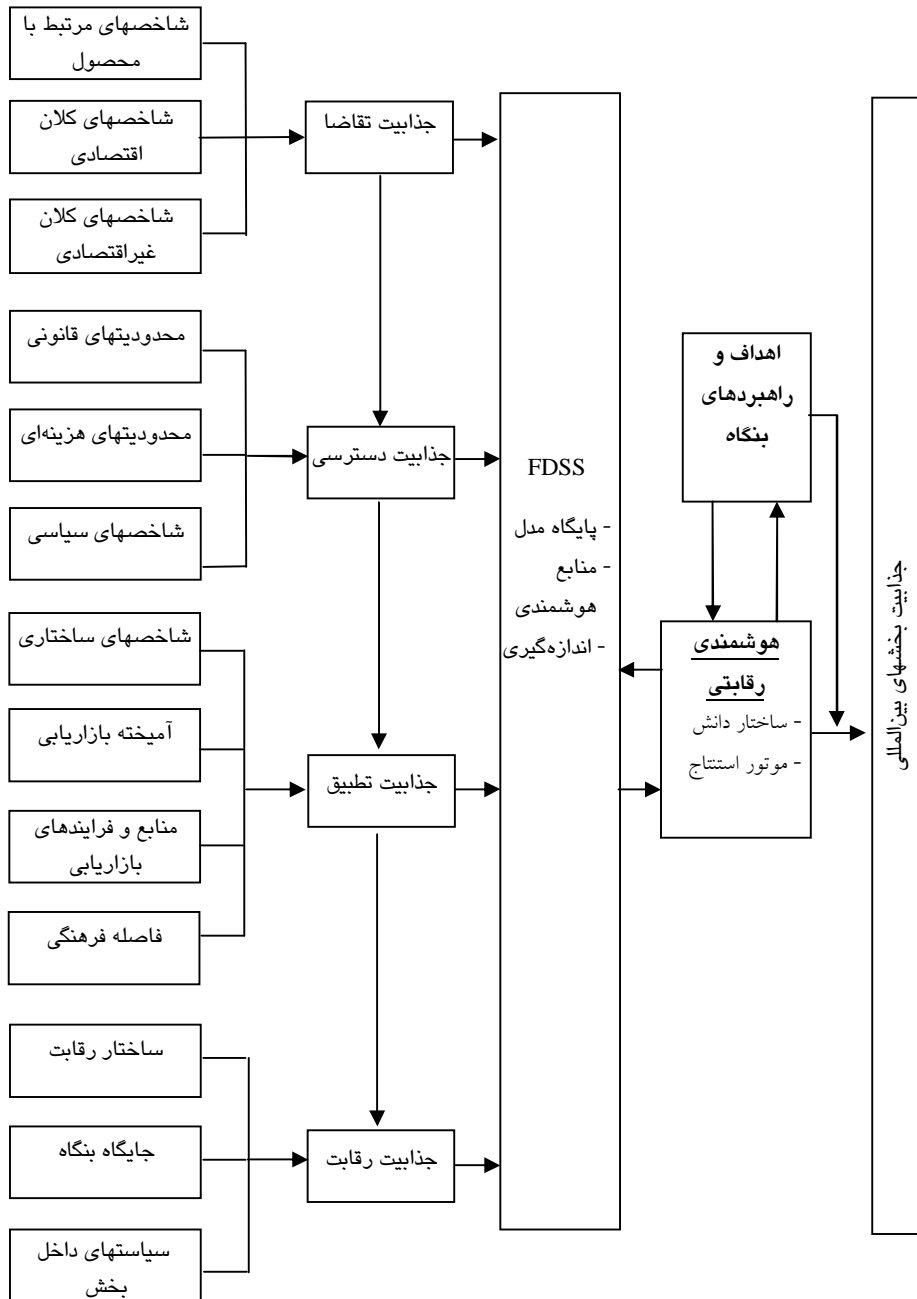 شاخصهای مرتبط با
محصول
شاخصهای کلان
اقتصادی
شاخصهای کلان
غیراقتصادی
جذابیت تقاضا
محدودیتهای قانونی
محدودیتهای هزینه‌ای
شاخصهای سیاسی
جذابیت دسترسی
شاخصهای ساختاری
آمیخته بازاریابی
منابع و فرایندهای
بازاریابی
فاصله فرهنگی
جذابیت تطبیق
ساختار رقابت
جایگاه بنگاه
سیاستهای داخل
بخش
جذابیت رقابت
FDSS
- پایگاه مدل
- منابع
هوشمندی
- اندازه‌گیری
اهداف و
راهبردهای
بنگاه
هوشمندی
رقابتی
- ساختار دانش
- موتور استنتاج
جذابیت بخشهای بین‌المللی